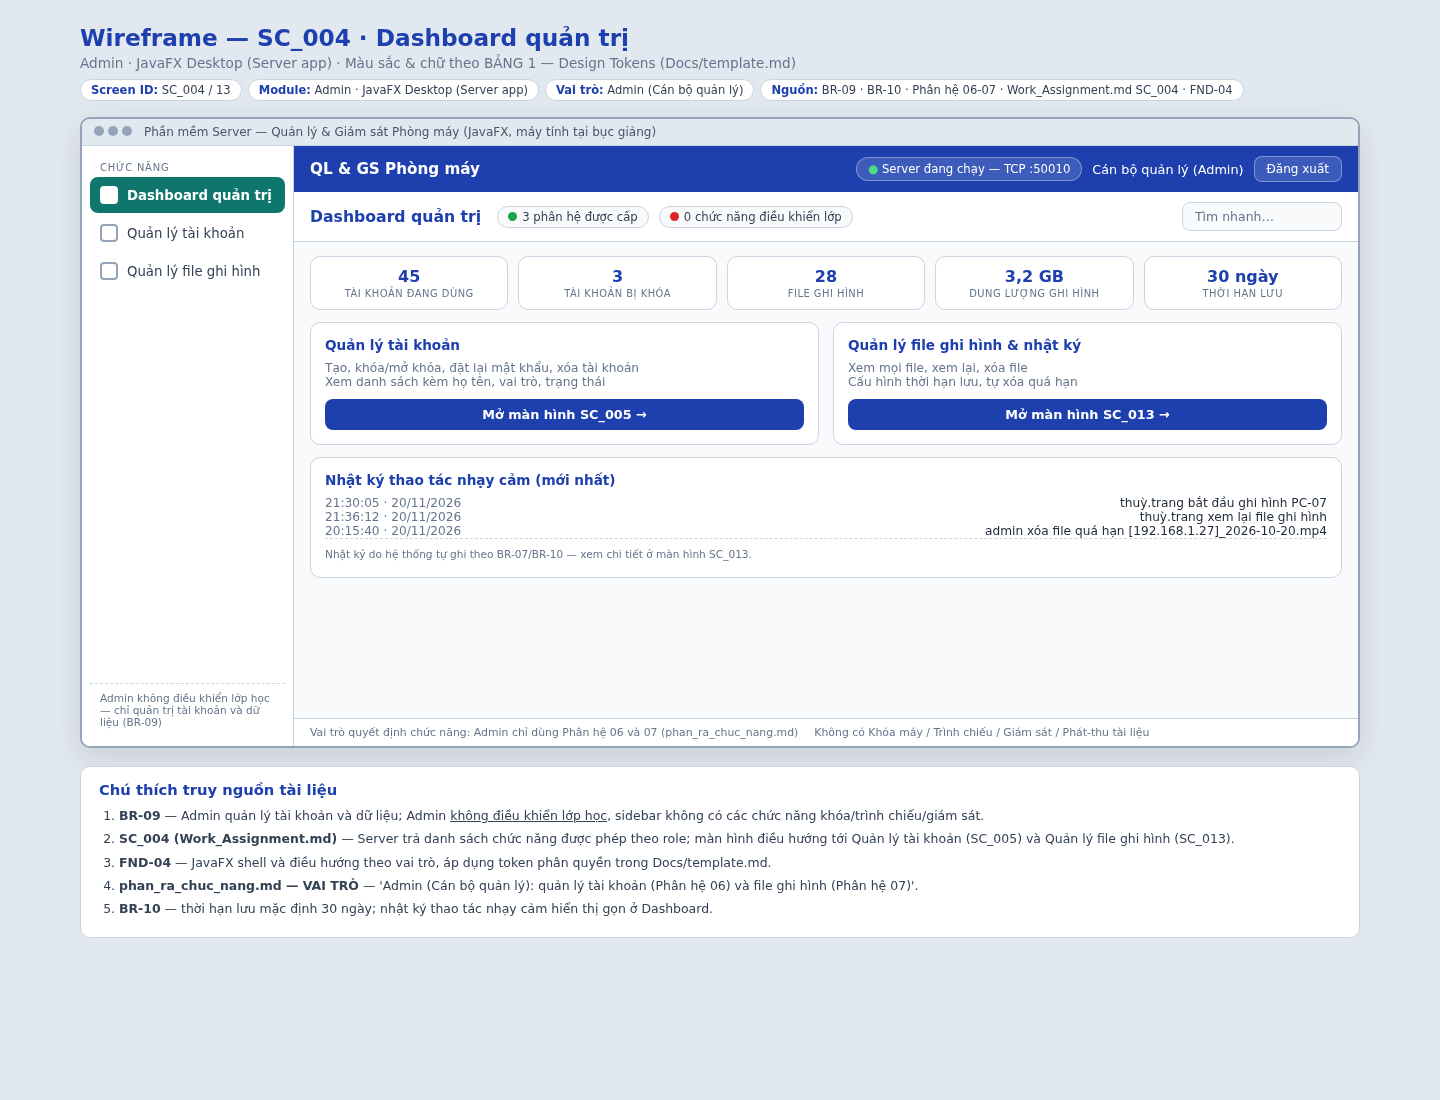 Wireframe — SC_004 · Dashboard quản trị
Admin · JavaFX Desktop (Server app) · Màu sắc & chữ theo BẢNG 1 — Design Tokens (Docs/template.md)
Screen ID: SC_004 / 13
Module: Admin · JavaFX Desktop (Server app)
Vai trò: Admin (Cán bộ quản lý)
Nguồn: BR-09 · BR-10 · Phân hệ 06-07 · Work_Assignment.md SC_004 · FND-04
Phần mềm Server — Quản lý & Giám sát Phòng máy (JavaFX, máy tính tại bục giảng)
CHỨC NĂNG
Dashboard quản trị
Quản lý tài khoản
Quản lý file ghi hình
Admin không điều khiển lớp học
— chỉ quản trị tài khoản và dữ
liệu (BR-09)
QL & GS Phòng máy
Server đang chạy — TCP :50010
Cán bộ quản lý (Admin)
Đăng xuất
Dashboard quản trị
3 phân hệ được cấp
0 chức năng điều khiển lớp
Tìm nhanh...
45
TÀI KHOẢN ĐANG DÙNG
3
TÀI KHOẢN BỊ KHÓA
28
FILE GHI HÌNH
3,2 GB
DUNG LƯỢNG GHI HÌNH
30 ngày
THỜI HẠN LƯU
Quản lý tài khoản
Tạo, khóa/mở khóa, đặt lại mật khẩu, xóa tài khoản
Xem danh sách kèm họ tên, vai trò, trạng thái
Mở màn hình SC_005 →
Quản lý file ghi hình & nhật ký
Xem mọi file, xem lại, xóa file
Cấu hình thời hạn lưu, tự xóa quá hạn
Mở màn hình SC_013 →
Nhật ký thao tác nhạy cảm (mới nhất)
21:30:05 · 20/11/2026 thuỳ.trang bắt đầu ghi hình PC-07
21:36:12 · 20/11/2026 thuỳ.trang xem lại file ghi hình
20:15:40 · 20/11/2026 admin xóa file quá hạn [192.168.1.27]_2026-10-20.mp4
Nhật ký do hệ thống tự ghi theo BR-07/BR-10 — xem chi tiết ở màn hình SC_013.
Vai trò quyết định chức năng: Admin chỉ dùng Phân hệ 06 và 07 (phan_ra_chuc_nang.md) Không có Khóa máy / Trình chiếu / Giám sát / Phát-thu tài liệu
Chú thích truy nguồn tài liệu
1. BR-09 — Admin quản lý tài khoản và dữ liệu; Admin không điều khiển lớp học, sidebar không có các chức năng khóa/trình chiếu/giám sát.
2. SC_004 (Work_Assignment.md) — Server trả danh sách chức năng được phép theo role; màn hình điều hướng tới Quản lý tài khoản (SC_005) và Quản lý file ghi hình (SC_013).
3. FND-04 — JavaFX shell và điều hướng theo vai trò, áp dụng token phân quyền trong Docs/template.md.
4. phan_ra_chuc_nang.md — VAI TRÒ — 'Admin (Cán bộ quản lý): quản lý tài khoản (Phân hệ 06) và file ghi hình (Phân hệ 07)'.
5. BR-10 — thời hạn lưu mặc định 30 ngày; nhật ký thao tác nhạy cảm hiển thị gọn ở Dashboard.